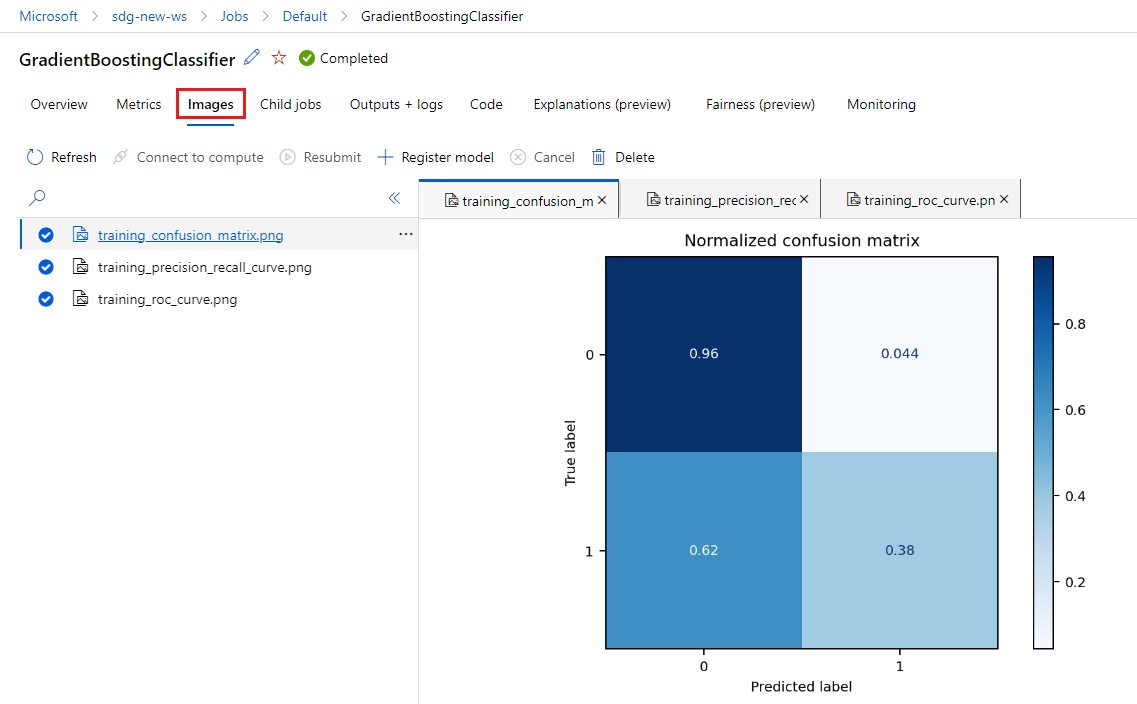 Microsoft > sdg-new-ws > Jobs > Default > GradientBoostingClassifier
GradientBoostingClassifier Completed
Overview Metrics Images Child jobs Outputs + logs Code Explanations (preview) Fairness (preview) Monitoring
Refresh Connect to compute Resubmit Register model Cancel Delete
training_confusion_matrix.png
training_precision_recall_curve.png
training_roc_curve.png
training_confusion_m training_precision_rec training_roc_curve.pn
Normalized confusion matrix
0 0.96 0.044
1 0.62 0.38
0 1
True label
Predicted label
0.8
0.6
0.4
0.2